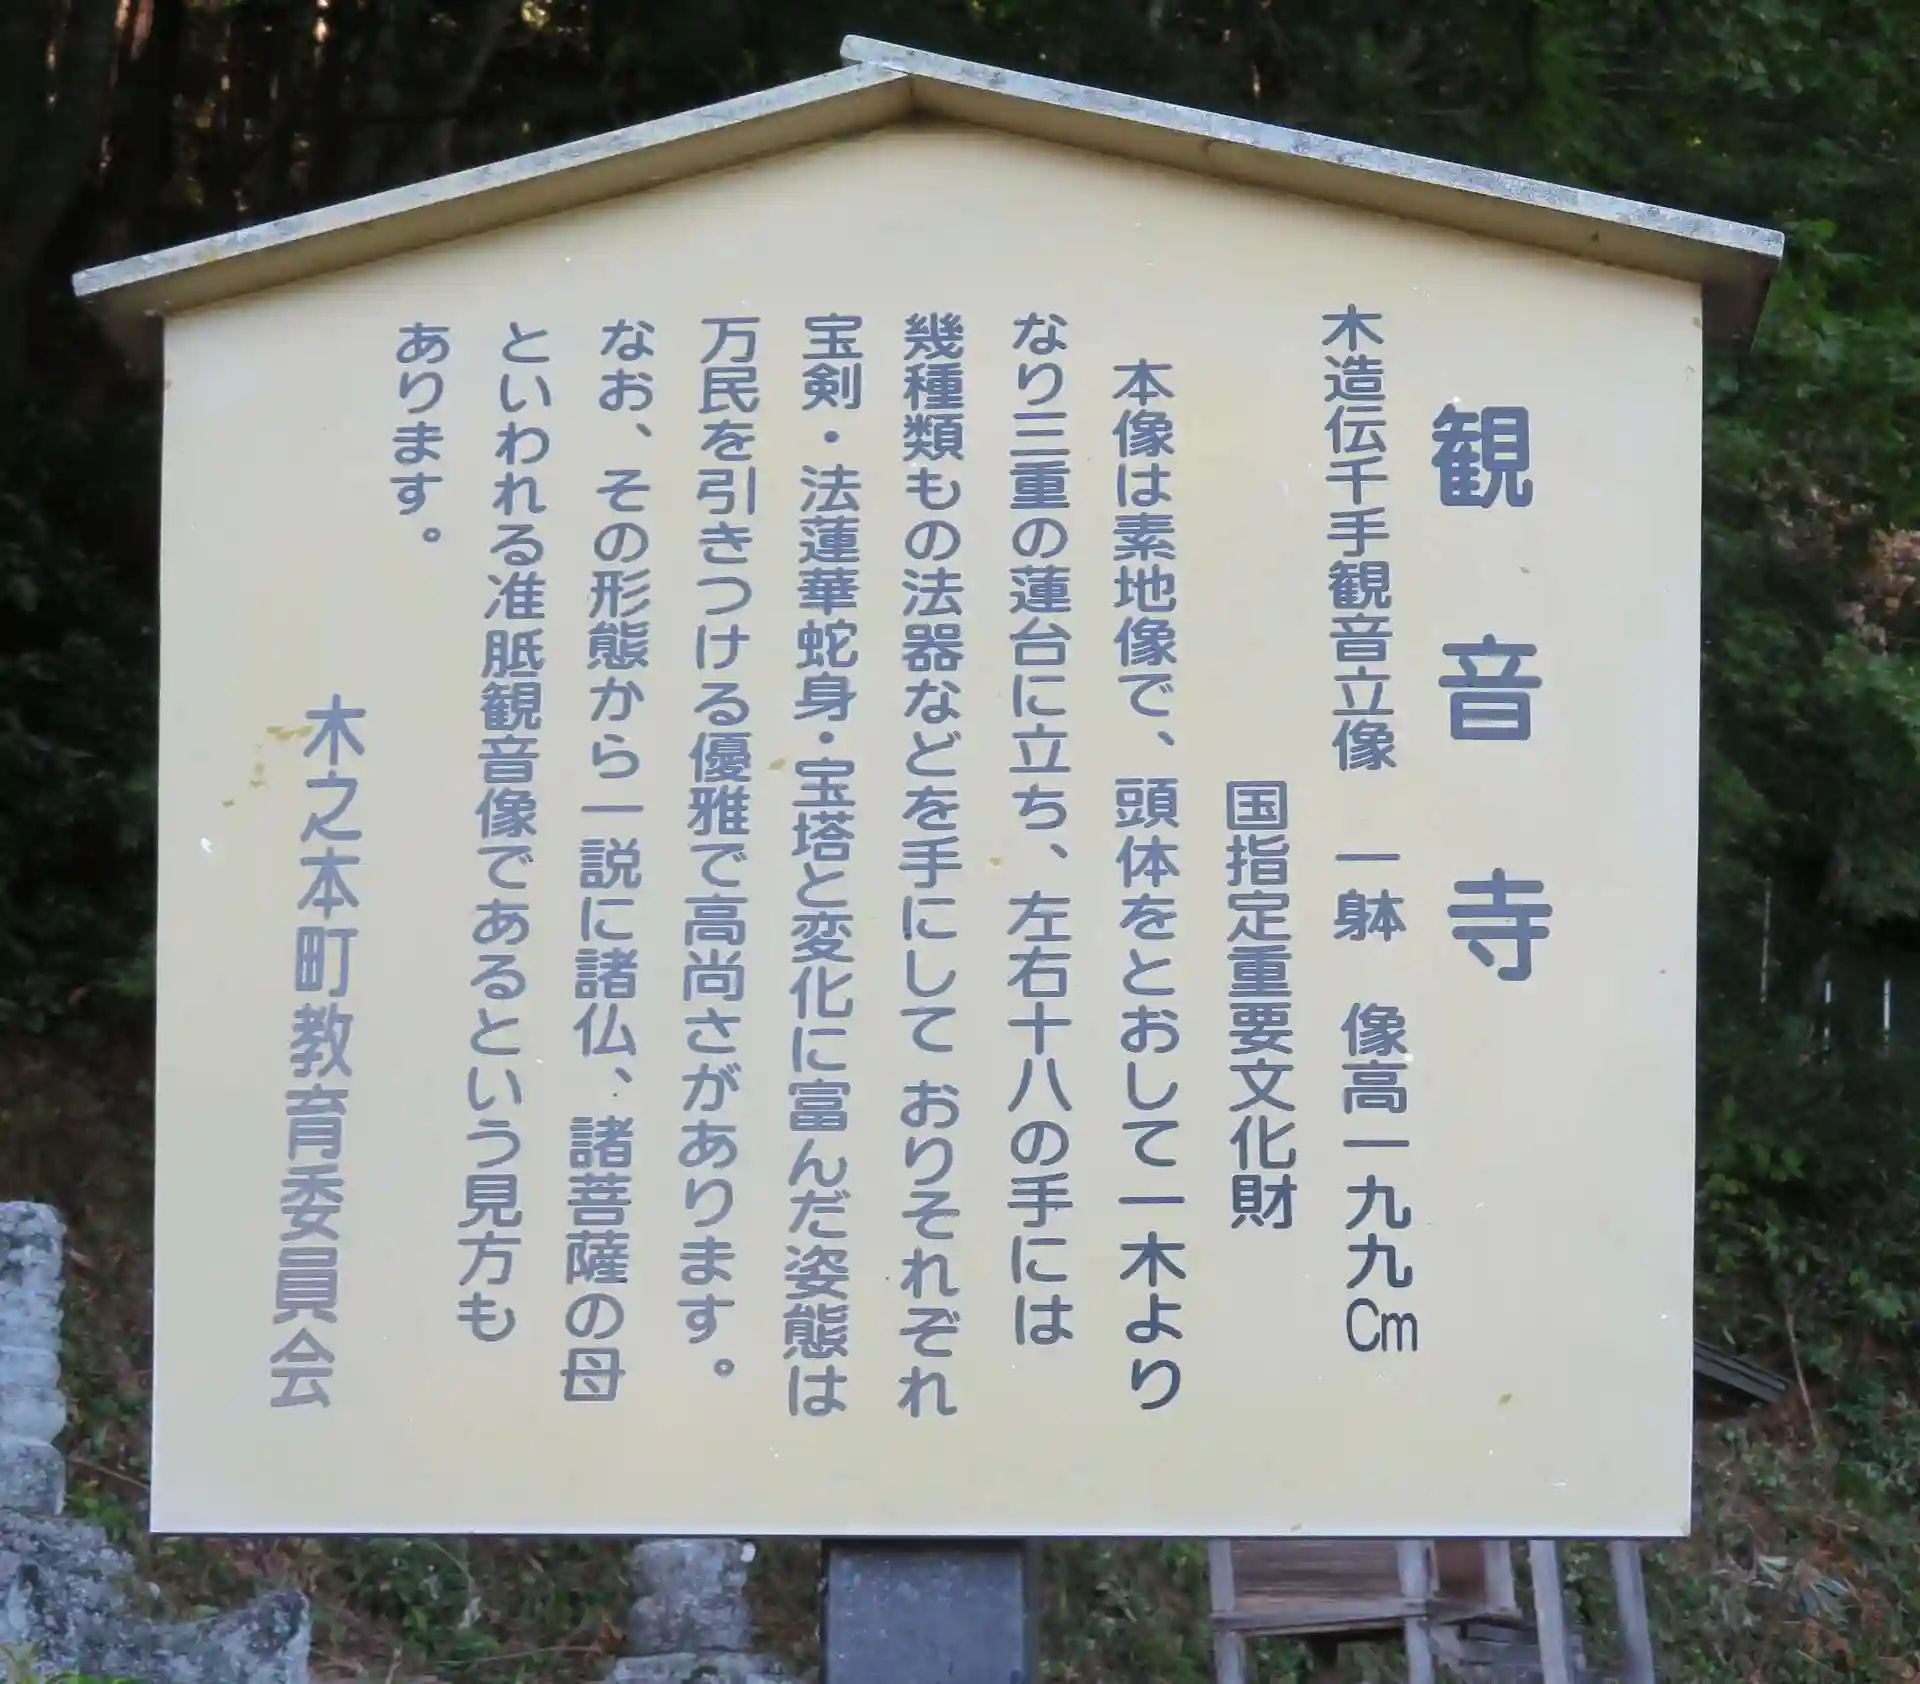 観音寺
木造伝千手観音立像　一躰　像高一九九Cm
国指定重要文化財
本像は素地像で、頭体をとおして一木より
なり三重の蓮台に立ち、左右十八の手には
幾種類もの法器などを手にして おりそれぞれ
宝剣・法蓮華蛇身・宝塔と変化に富んだ姿態は
万民を引きつける優雅で高尚さがあります。
なお、その形態から一説に諸仏、諸菩薩の母
といわれる准胝観音像であるという見方も
あります。
木之本町教育委員会